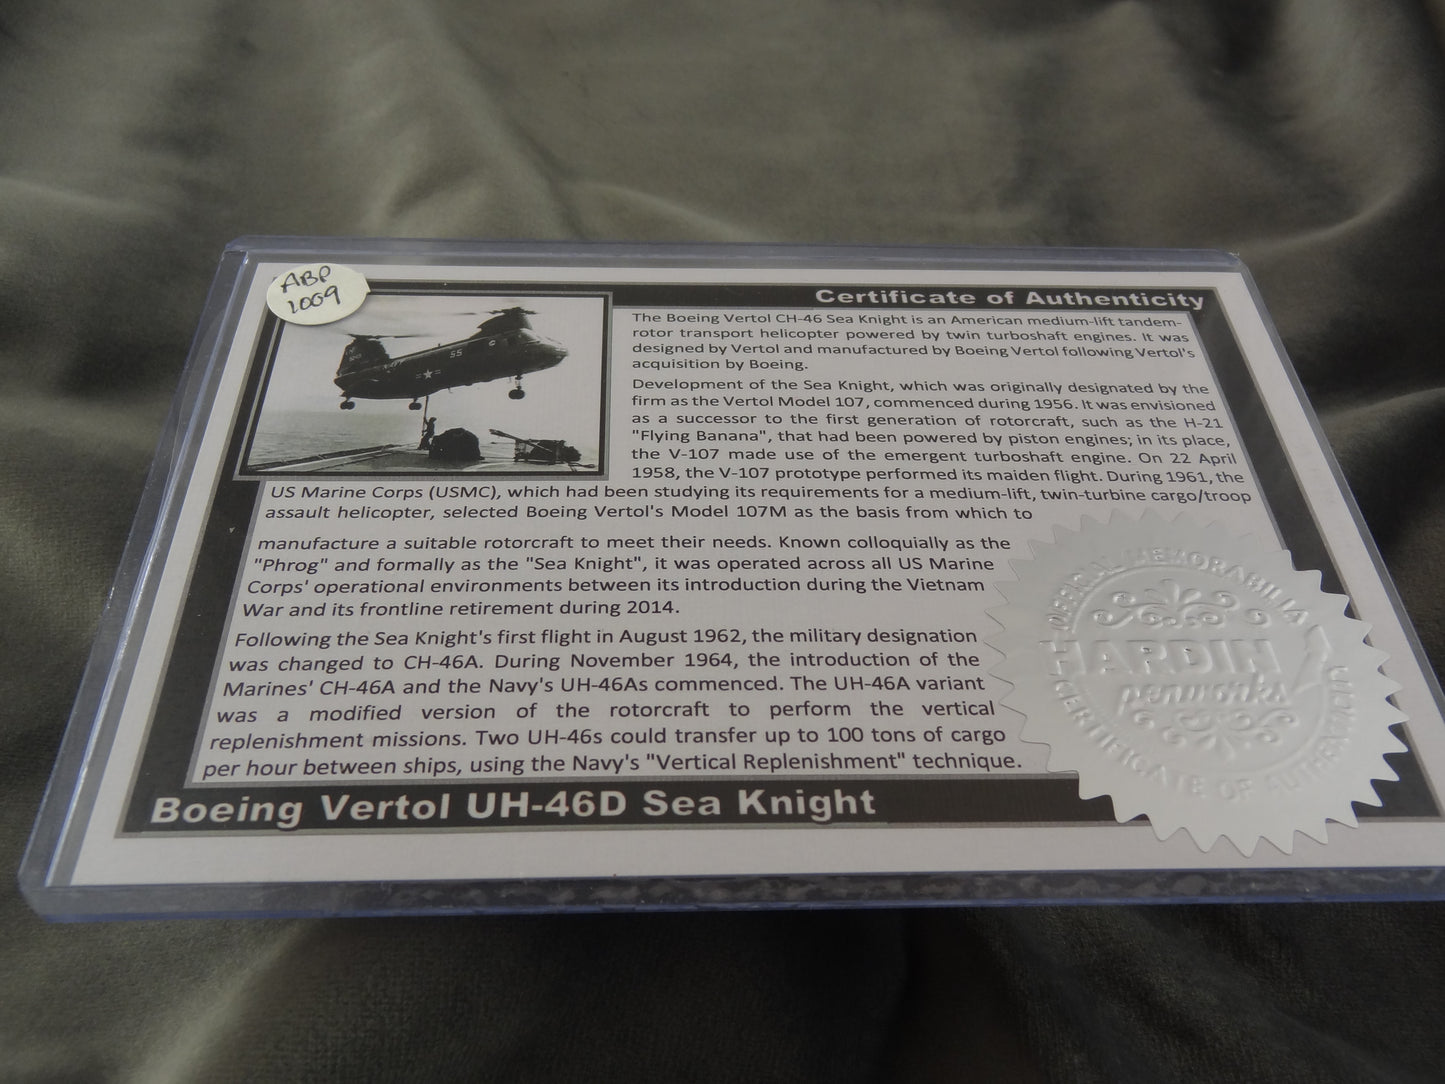 ABP
1009
Certificate of Authenticity
The Boeing Vertol CH-46 Sea Knight is an American medium-lift tandem-
rotor transport helicopter powered by twin turboshaft engines. It was
designed by Vertol and manufactured by Boeing Vertol following Vertol's
acquisition by Boeing.
Development of the Sea Knight, which was originally designated by the
firm as the Vertol Model 107, commenced during 1956. It was envisioned
as a successor to the first generation of rotorcraft, such as the H-21
"Flying Banana", that had been powered by piston engines; in its place,
the V-107 made use of the emergent turboshaft engine. On 22 April
1958, the V-107 prototype performed its maiden flight. During 1961, the
US Marine Corps (USMC), which had been studying its requirements for a medium-lift, twin-turbine cargo/troop
assault helicopter, selected Boeing Vertol's Model 107M as the basis from which to
manufacture a suitable rotorcraft to meet their needs. Known colloquially as the
"Phrog" and formally as the "Sea Knight", it was operated across all US Marine
Corps' operational environments between its introduction during the Vietnam
War and its frontline retirement during 2014.
Following the Sea Knight's first flight in August 1962, the military designation
was changed to CH-46A. During November 1964, the introduction of the
Marines' CH-46A and the Navy's UH-46As commenced. The UH-46A variant
was a modified version of the rotorcraft to perform the vertical
replenishment missions. Two UH-46s could transfer up to 100 tons of cargo
per hour between ships, using the Navy's "Vertical Replenishment" technique.
Boeing Vertol UH-46D Sea Knight
55
MEMORABILIA
HARDIN
penworks
CERTIFICATE OF AUTHENTICITY